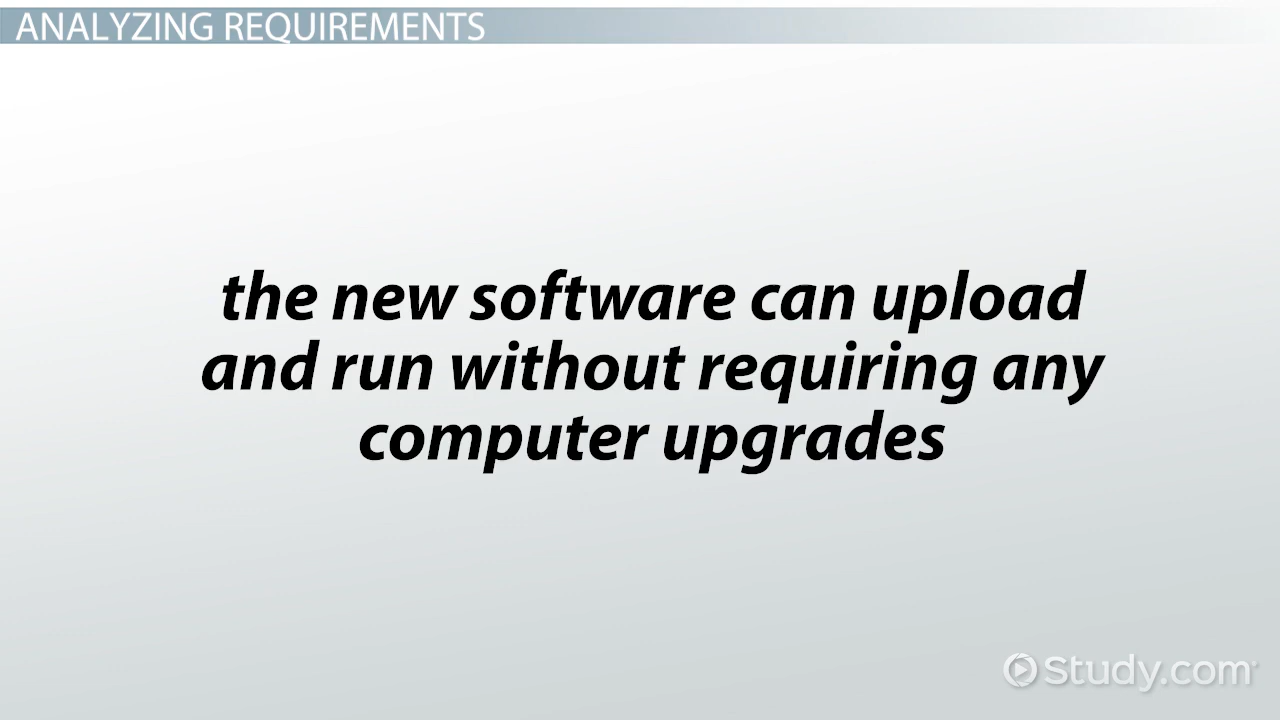 ANALYZING REQUIREMENTS
the new software can upload
and run without requiring any
computer upgrades
Study.com